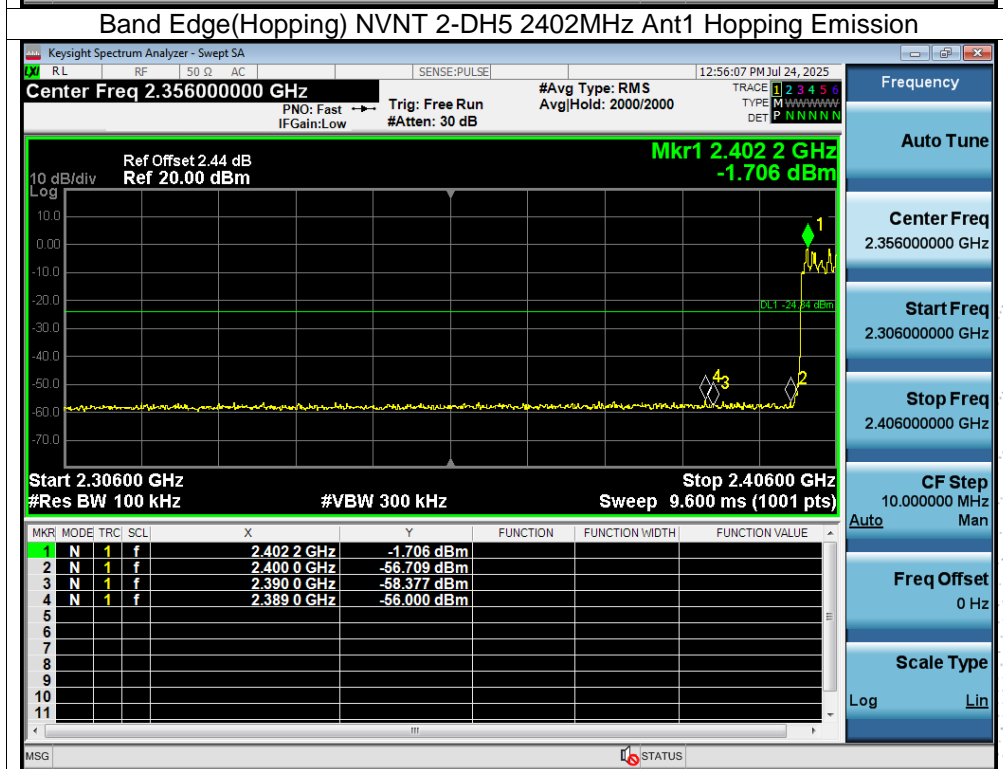 Band Edge(Hopping) NVNT 2-DH5 2402MHz Ant1 Hopping Emission
Keysight Spectrum Analyzer - Swept SA
LXI RL RF 50 Ω AC SENSE:PULSE 12:56:07 PM Jul 24, 2025
Center Freq 2.356000000 GHz #Avg Type: RMS TRACE 1 2 3 4 5 6
PNO: Fast Trig: Free Run Avg|Hold: 2000/2000 TYPE M WWWWW
IFGain:Low #Atten: 30 dB DET P N N N N N
Frequency
Auto Tune
Mkr1 2.402 2 GHz
-1.706 dBm
Ref Offset 2.44 dB
10 dB/div Ref 20.00 dBm
Log
10.0
0.00
-10.0
-20.0
-30.0
-40.0
-50.0
-60.0
-70.0
1
4 3 2
Start 2.30600 GHz Stop 2.40600 GHz
#Res BW 100 kHz #VBW 300 kHz Sweep 9.600 ms (1001 pts)
Center Freq
2.356000000 GHz
Start Freq
2.306000000 GHz
Stop Freq
2.406000000 GHz
CF Step
10.000000 MHz
Auto Man
Freq Offset
0 Hz
Scale Type
Log Lin
MKR MODE TRC SCL X Y FUNCTION FUNCTION WIDTH FUNCTION VALUE
1 N 1 f 2.402 2 GHz -1.706 dBm
2 N 1 f 2.400 0 GHz -56.709 dBm
3 N 1 f 2.390 0 GHz -58.377 dBm
4 N 1 f 2.389 0 GHz -56.000 dBm
5
6
7
8
9
10
11
MSG STATUS